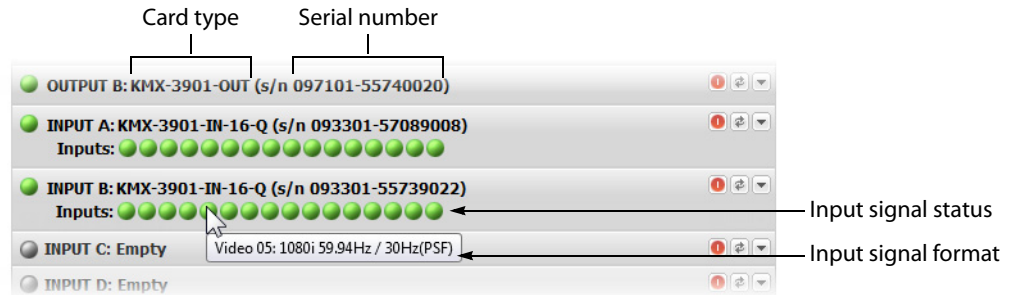 Card type Serial number
OUTPUT B: KMX-3901-OUT (s/n 097101-55740020)
INPUT A: KMX-3901-IN-16-Q (s/n 093301-57089008)
Inputs:
INPUT B: KMX-3901-IN-16-Q (s/n 093301-55739022)
Inputs:
Input signal status
INPUT C: Empty
Video 05: 1080i 59.94Hz / 30Hz(PSF)
Input signal format
INPUT D: Empty